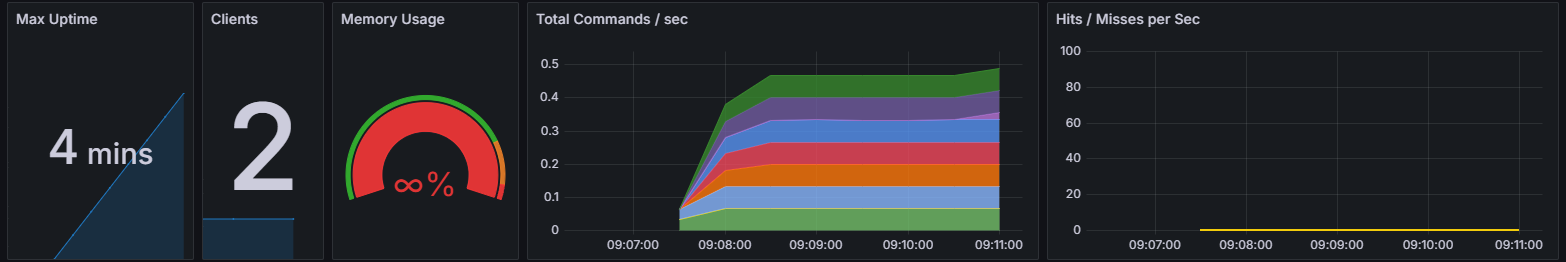 Max Uptime
4 mins
Clients
2
Memory Usage
∞%
Total Commands / sec
0.5
0.4
0.3
0.2
0.1
0
09:07:00 09:08:00 09:09:00 09:10:00 09:11:00
Hits / Misses per Sec
100
80
60
40
20
0
09:07:00 09:08:00 09:09:00 09:10:00 09:11:00